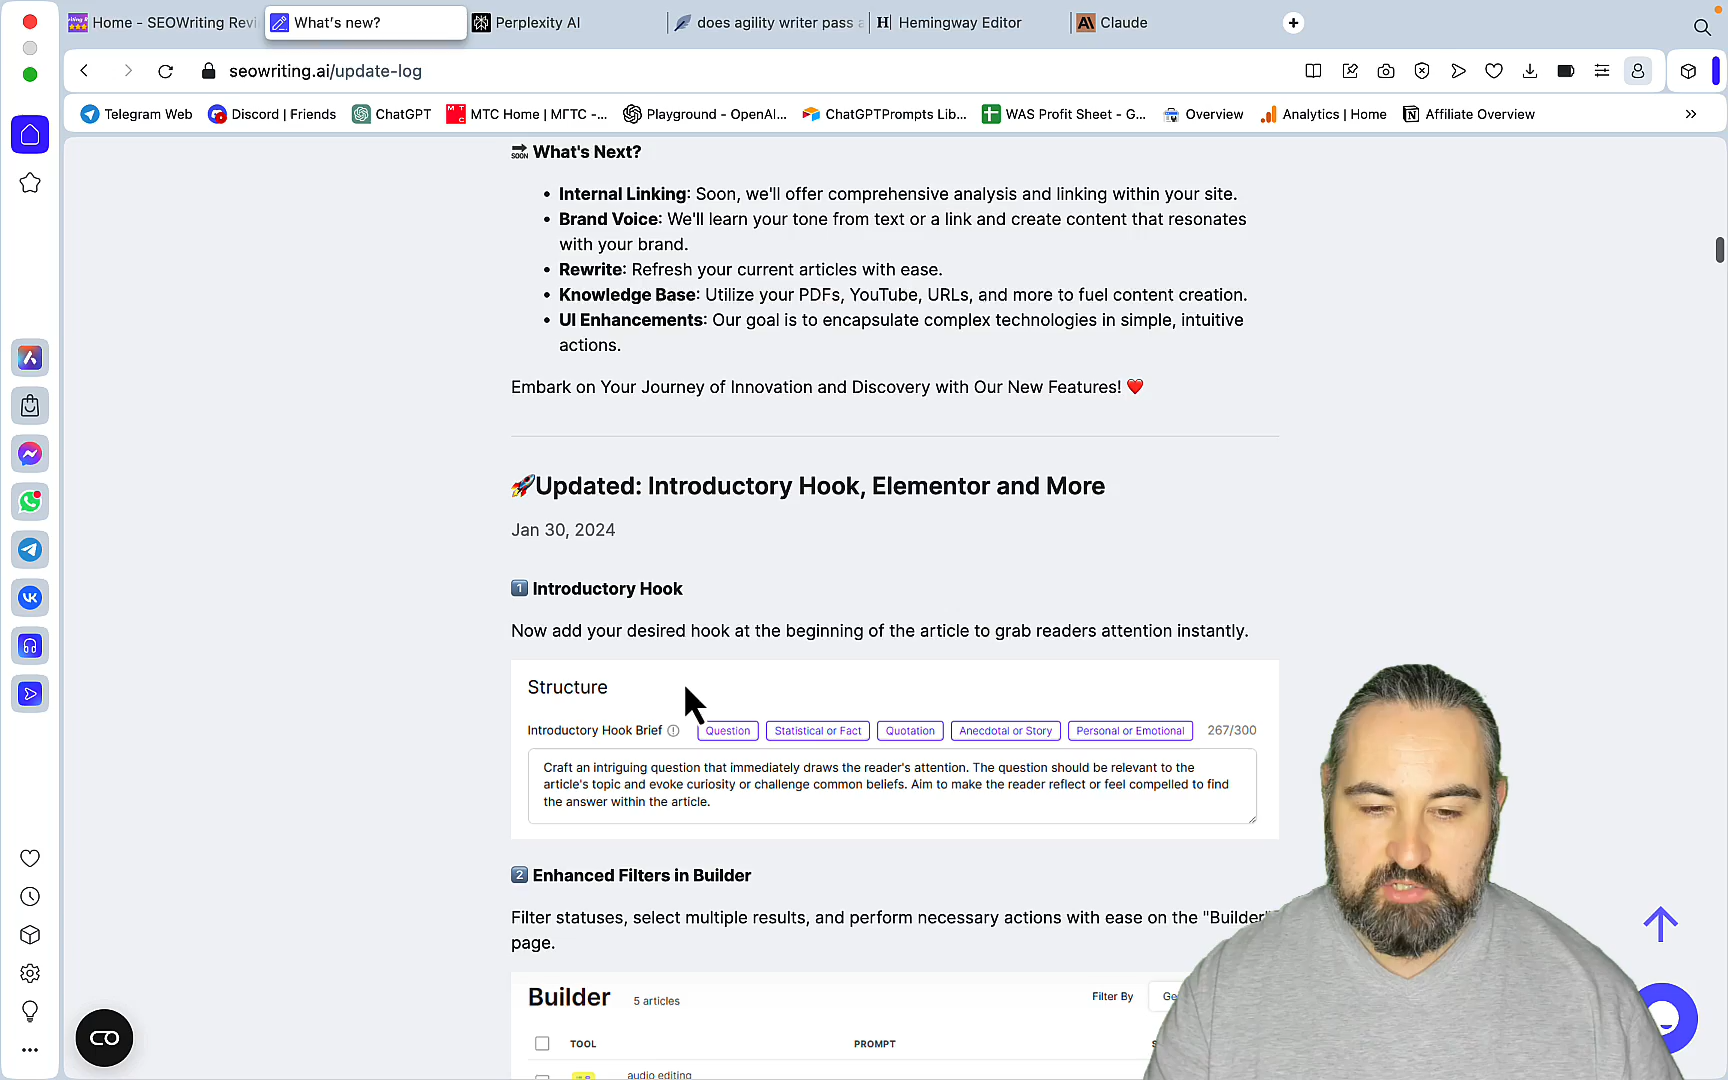 Home - SEOWriting Revi
What's new?
Perplexity AI
does agility writer pass a
Hemingway Editor
Claude
seowriting.ai/update-log
Telegram Web
Discord | Friends
ChatGPT
МТС Home | МГТС -...
Playground - OpenAI...
ChatGPTPrompts Lib...
WAS Profit Sheet - G...
Overview
Analytics | Home
Affiliate Overview
What's Next?
• Internal Linking: Soon, we'll offer comprehensive analysis and linking within your site.
• Brand Voice: We'll learn your tone from text or a link and create content that resonates
with your brand.
• Rewrite: Refresh your current articles with ease.
• Knowledge Base: Utilize your PDFs, YouTube, URLs, and more to fuel content creation.
• UI Enhancements: Our goal is to encapsulate complex technologies in simple, intuitive
actions.
Embark on Your Journey of Innovation and Discovery with Our New Features! ❤️
🚀Updated: Introductory Hook, Elementor and More
Jan 30, 2024
1 Introductory Hook
Now add your desired hook at the beginning of the article to grab readers attention instantly.
Structure
Introductory Hook Brief
Question
Statistical or Fact
Quotation
Anecdotal or Story
Personal or Emotional
267/300
Craft an intriguing question that immediately draws the reader's attention. The question should be relevant to the
article's topic and evoke curiosity or challenge common beliefs. Aim to make the reader reflect or feel compelled to find
the answer within the article.
2 Enhanced Filters in Builder
Filter statuses, select multiple results, and perform necessary actions with ease on the "Builder"
page.
Builder
5 articles
Filter By
Ge
TOOL
PROMPT
S
audio editing